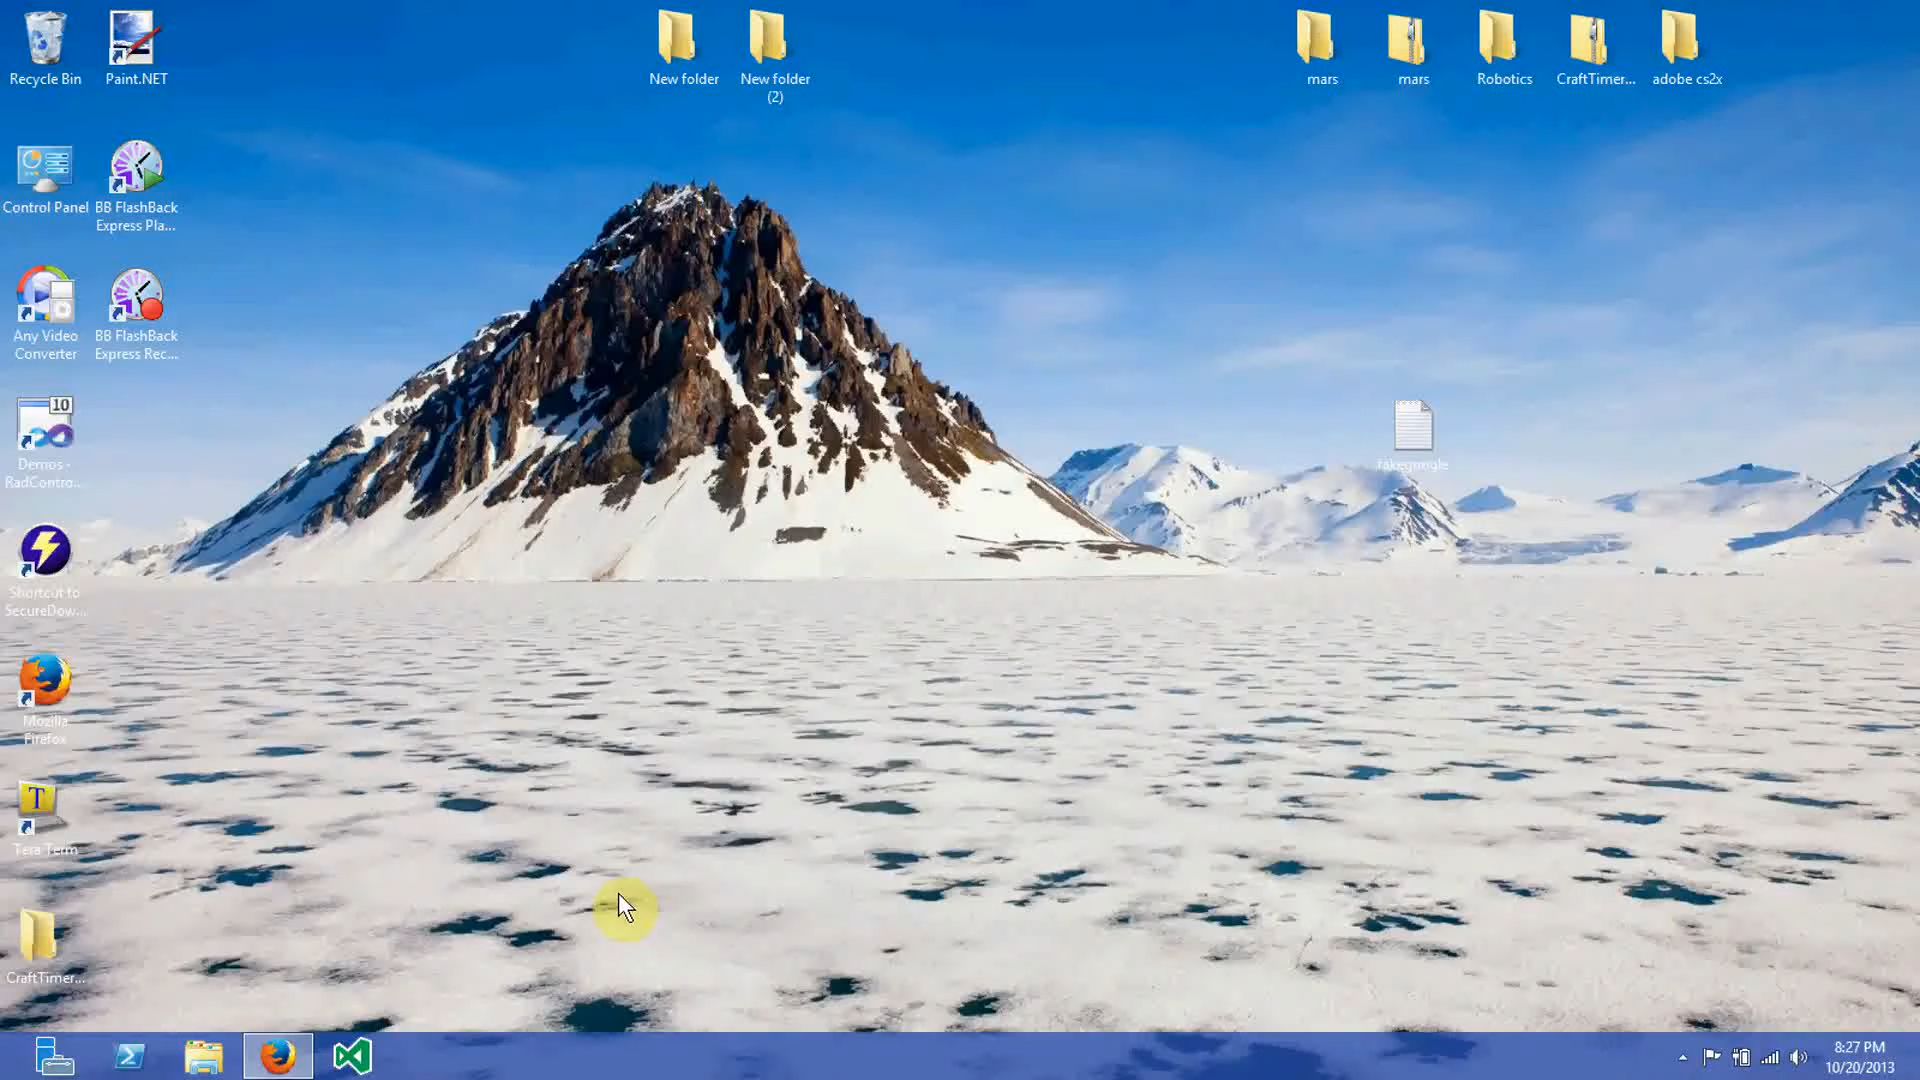 Recycle Bin
Paint.NET
New folder
New folder
(2)
mars
mars
Robotics
CraftTimer...
adobe cs2x
Control Panel
BB FlashBack
Express Pla...
Any Video
Converter
BB FlashBack
Express Rec...
10
Demos -
RadContro...
fakegoogle
Shortcut to
SecureDow...
Mozilla
Firefox
T
Tera Term
CraftTimer...
8:27 PM
10/20/2013